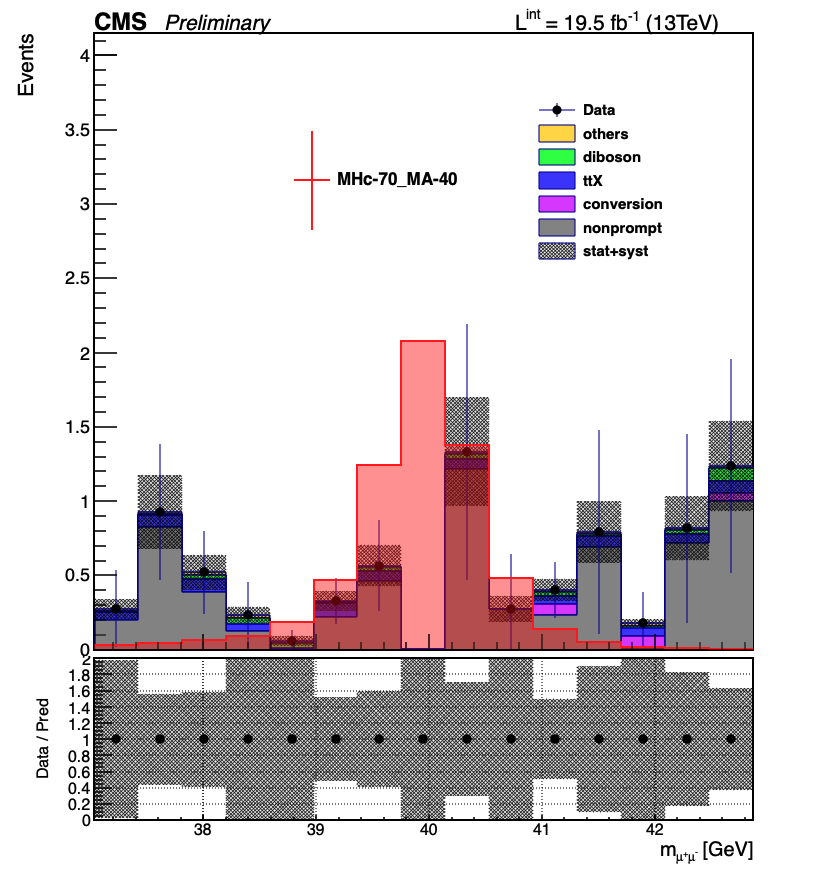 CMS Preliminary L^int = 19.5 fb^-1 (13TeV)
Events
4
3.5
3
2.5
2
1.5
1
0.5
0
MHc-70_MA-40
Data
others
diboson
ttX
conversion
nonprompt
stat+syst
Data / Pred
2
1.8
1.6
1.4
1.2
1
0.8
0.6
0.4
0.2
0
38 39 40 41 42
m_μ+μ- [GeV]